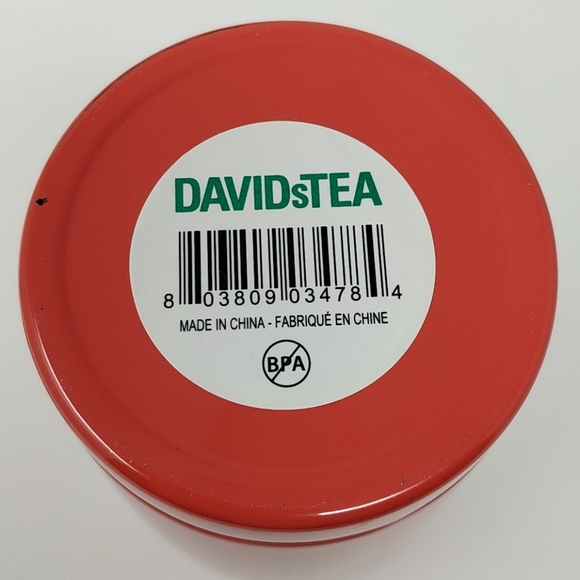 DAVIDsTEA
8 03809 03478 4
MADE IN CHINA - FABRIQUÉ EN CHINE
BPA